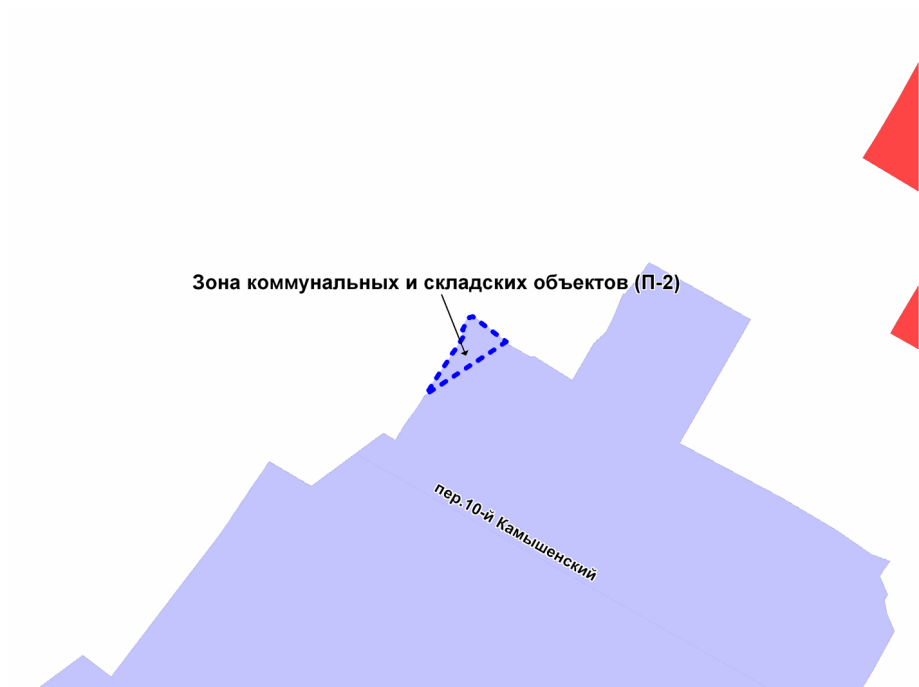 Зона коммунальных и складских объектов (П-2)
пер.10-й Камышенский